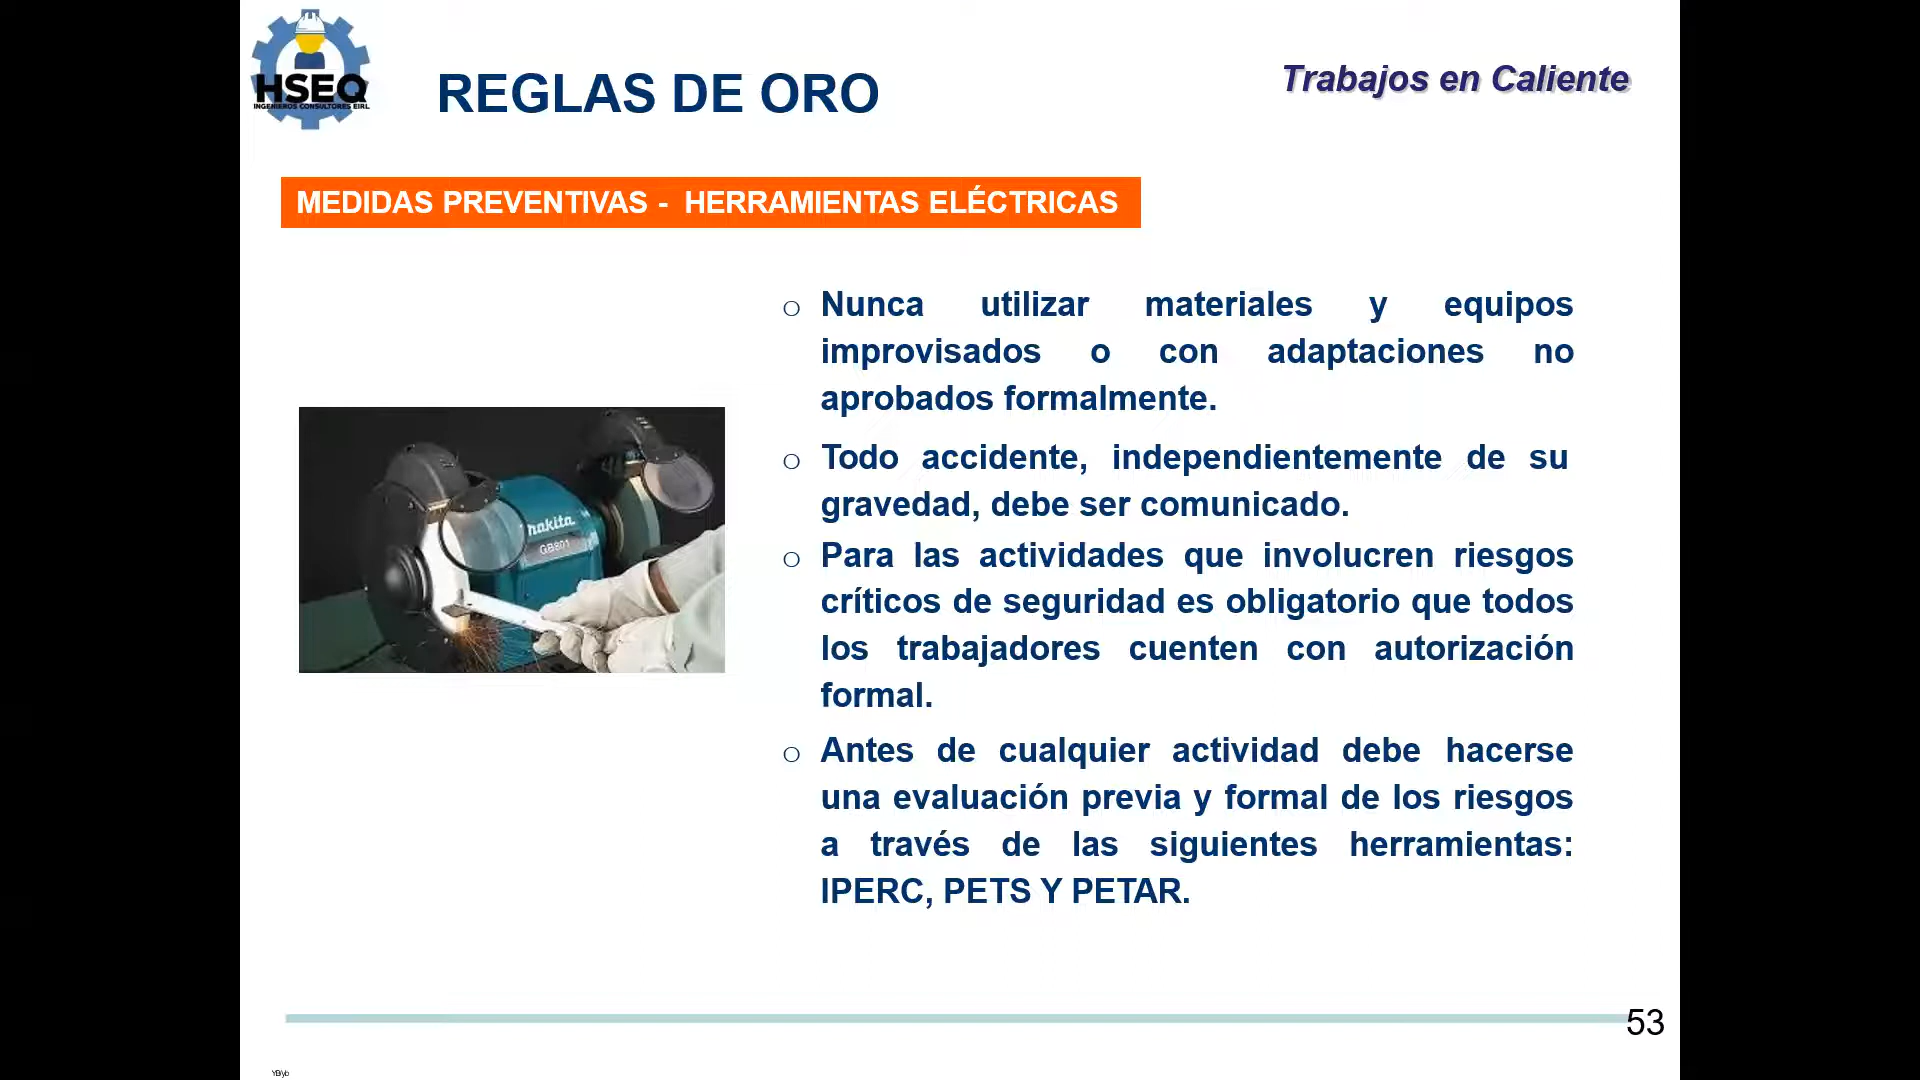 HSEQ
INGENIEROS CONSULTORES EIRL
REGLAS DE ORO
Trabajos en Caliente
MEDIDAS PREVENTIVAS - HERRAMIENTAS ELÉCTRICAS
makita
GB801
o Nunca utilizar materiales y equipos
improvisados o con adaptaciones no
aprobados formalmente.
o Todo accidente, independientemente de su
gravedad, debe ser comunicado.
o Para las actividades que involucren riesgos
críticos de seguridad es obligatorio que todos
los trabajadores cuenten con autorización
formal.
o Antes de cualquier actividad debe hacerse
una evaluación previa y formal de los riesgos
a través de las siguientes herramientas:
IPERC, PETS Y PETAR.
53